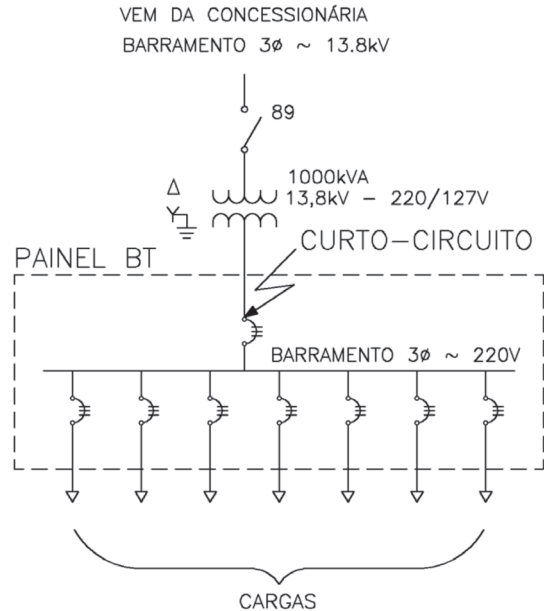 VEM DA CONCESSIONÁRIA
BARRAMENTO 3ø ~ 13.8kV
89
1000kVA
13,8kV - 220/127V
Δ
Y
CURTO-CIRCUITO
PAINEL BT
BARRAMENTO 3ø ~ 220V
CARGAS